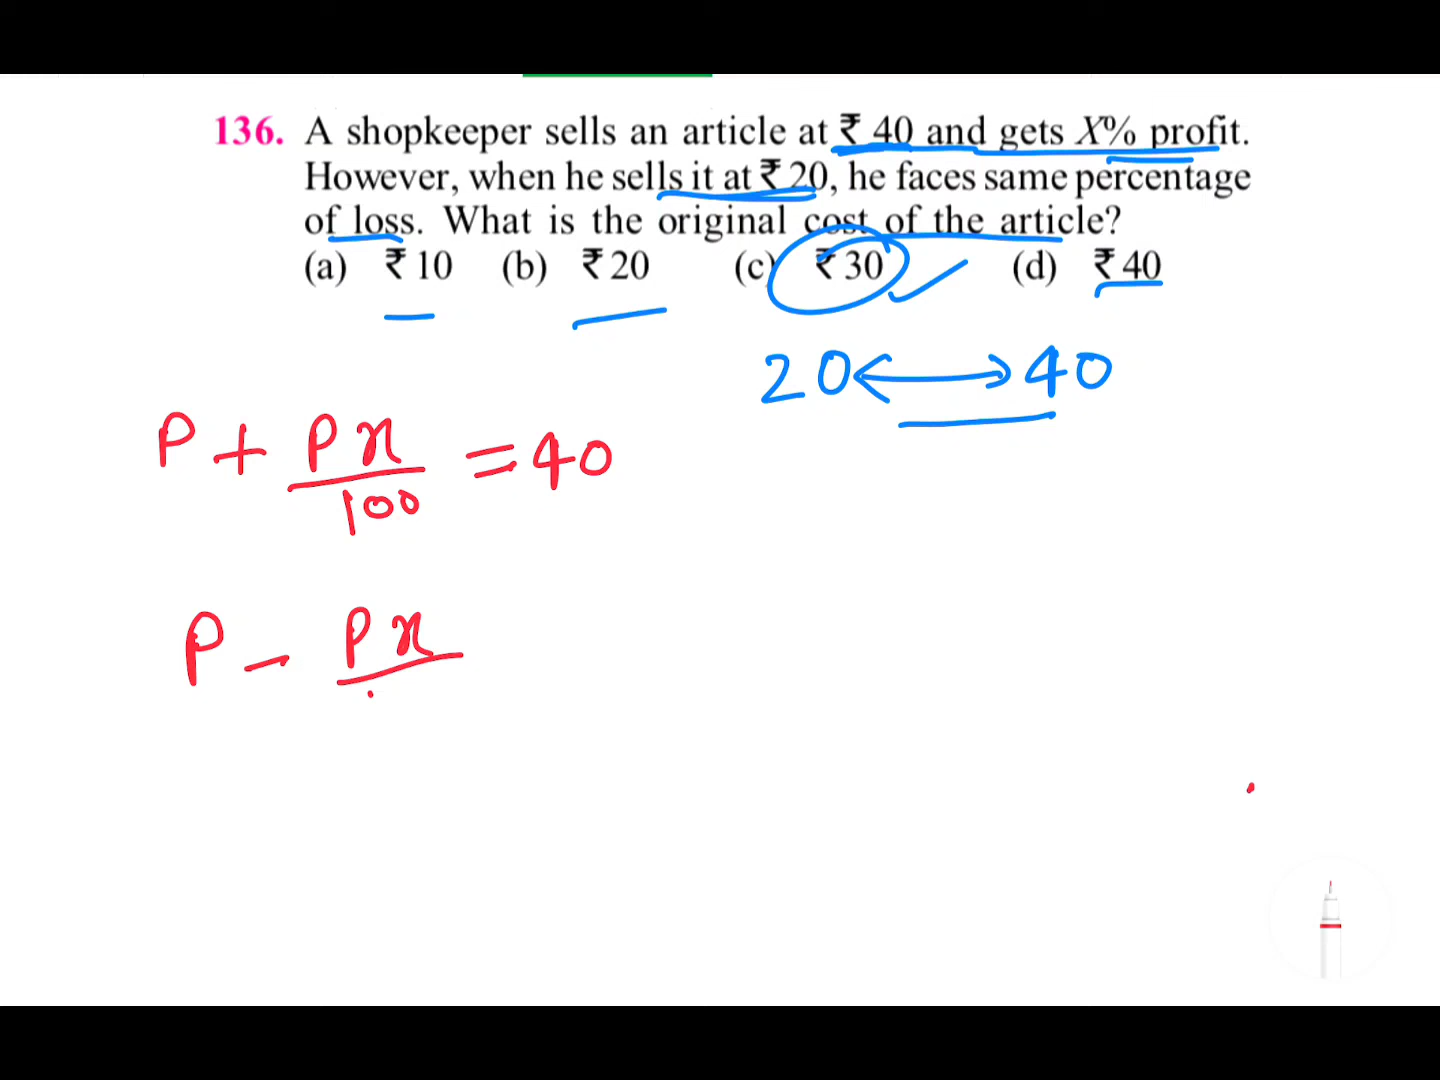 136. A shopkeeper sells an article at ₹ 40 and gets X% profit.
However, when he sells it at ₹ 20, he faces same percentage
of loss. What is the original cost of the article?
(a) ₹ 10 (b) ₹ 20 (c) ₹ 30 (d) ₹ 40
20 ↔ 40
P + Px/100 = 40
P - Px/